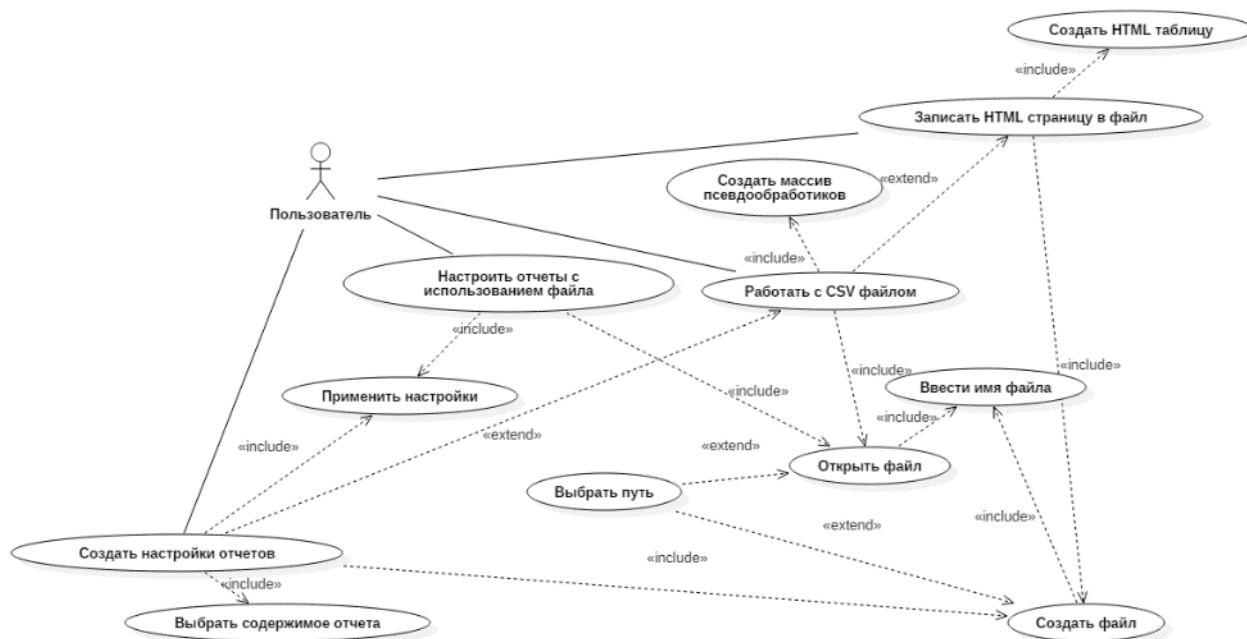 Создать HTML таблицу
«include»
Записать HTML страницу в файл
Пользователь
Создать массив
псевдообработиков
«extend»
«include»
Настроить отчеты с
использованием файла
Работать с CSV файлом
«include»
«include»
«include»
Применить настройки
«include»
Ввести имя файла
«include»
«include»
«extend»
«extend»
Открыть файл
Выбрать путь
«extend»
«include»
Создать настройки отчетов
«include»
«include»
Выбрать содержимое отчета
Создать файл